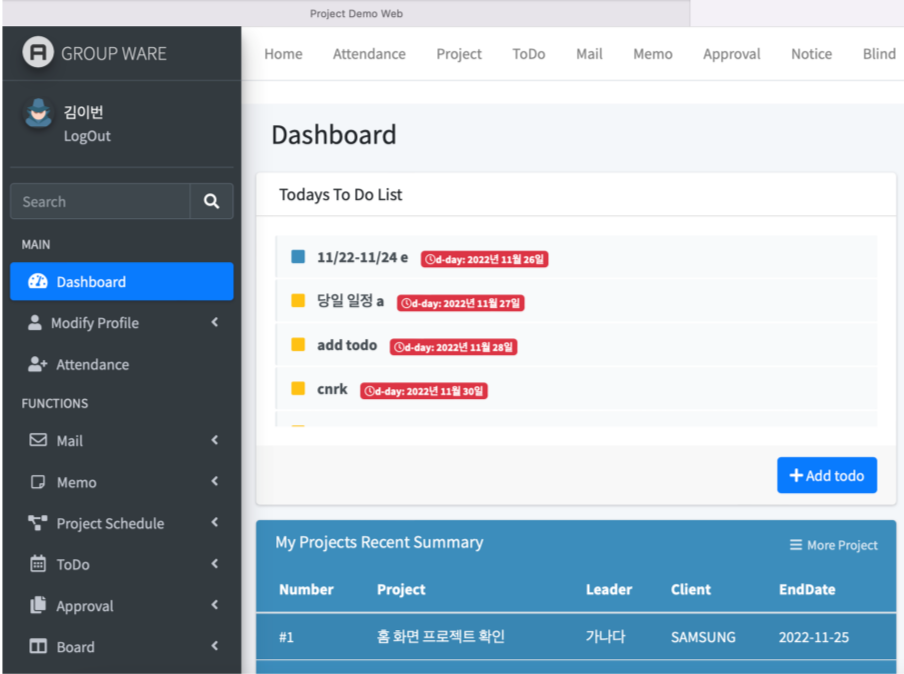 Project Demo Web
GROUP WARE
Home Attendance Project ToDo Mail Memo Approval Notice Blind
김이번
LogOut
Search
MAIN
Dashboard
Modify Profile
Attendance
FUNCTIONS
Mail
Memo
Project Schedule
ToDo
Approval
Board
Dashboard
Todays To Do List
11/22-11/24 e d-day: 2022년 11월 26일
당일 일정 a d-day: 2022년 11월 27일
add todo d-day: 2022년 11월 28일
cnrk d-day: 2022년 11월 30일
Add todo
My Projects Recent Summary More Project
Number Project Leader Client EndDate
#1 홈 화면 프로젝트 확인 가나다 SAMSUNG 2022-11-25